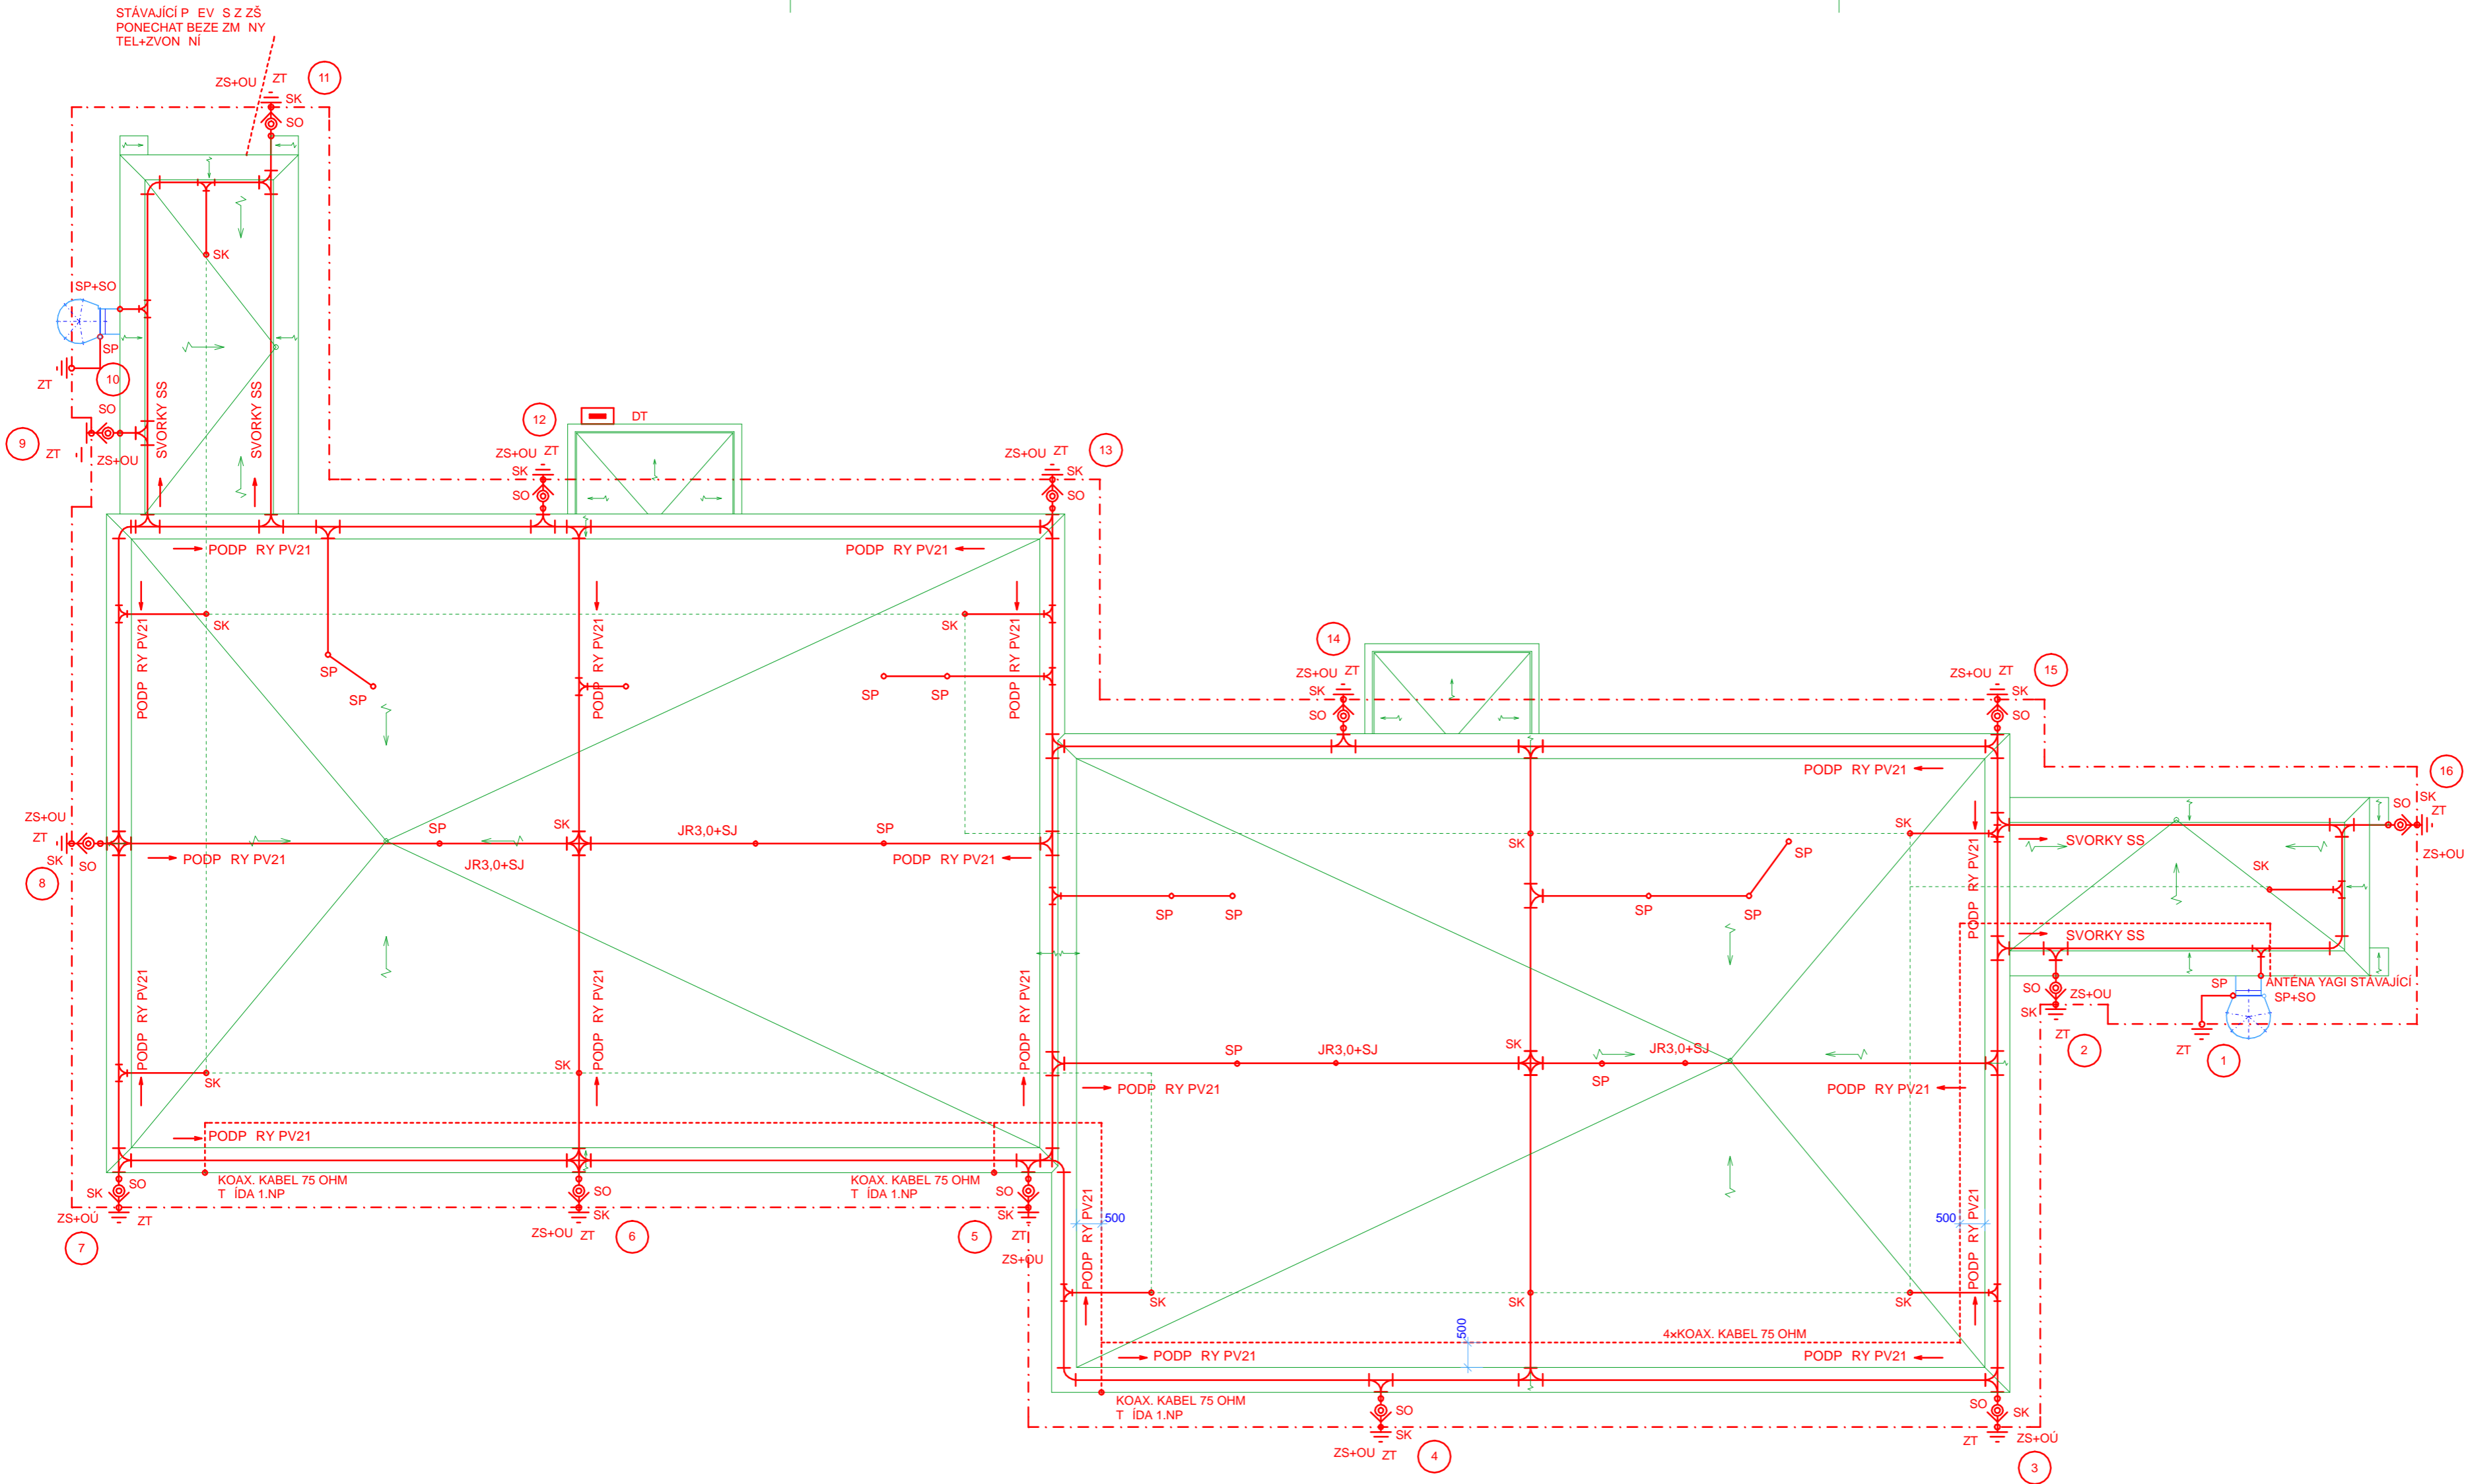 STÁVAJÍCÍ P EV S Z ZŠ
PONECHAT BEZE ZM NY
TEL+ZVON NÍ
ZS+OU
ZT
11
SK
SO
SK
SP+SO
SP
ZT
10
SO
9
ZT
ZS+OU
SVORKY SS
SVORKY SS
12
DT
ZS+OU
ZT
SK
SO
ZS+OU
ZT
13
SK
SO
PODP RY PV21
PODP RY PV21
PODP RY PV21
PODP RY PV21
PODP RY PV21
SK
SK
SP
SP
SP
SP
14
ZS+OU
ZT
SK
SO
ZS+OU
ZT
15
SK
SO
PODP RY PV21
16
SO
SK
ZT
ZS+OU
ZS+OU
ZT
SK
SO
8
PODP RY PV21
SP
JR3,0+SJ
SK
JR3,0+SJ
SP
PODP RY PV21
SK
SP
SK
PODP RY PV21
SVORKY SS
SK
SP
SP
SP
SP
SVORKY SS
ANTÉNA YAGI STÁVAJÍCÍ
SP
SP+SO
SO
ZS+OU
SK
ZT
2
ZT
1
PODP RY PV21
PODP RY PV21
PODP RY PV21
SK
SK
SP
JR3,0+SJ
SK
SP
JR3,0+SJ
PODP RY PV21
PODP RY PV21
PODP RY PV21
KOAX. KABEL 75 OHM
T ÍDA 1.NP
KOAX. KABEL 75 OHM
T ÍDA 1.NP
SK
SO
ZS+OÚ
ZT
7
SO
SK
ZS+OU
ZT
6
SO
SK
5
ZT
ZS+OU
500
PODP RY PV21
500
PODP RY PV21
SK
SK
SK
500
4×KOAX. KABEL 75 OHM
PODP RY PV21
PODP RY PV21
KOAX. KABEL 75 OHM
T ÍDA 1.NP
SO
SK
ZS+OU
ZT
4
SO
SK
ZT
ZS+OÚ
3